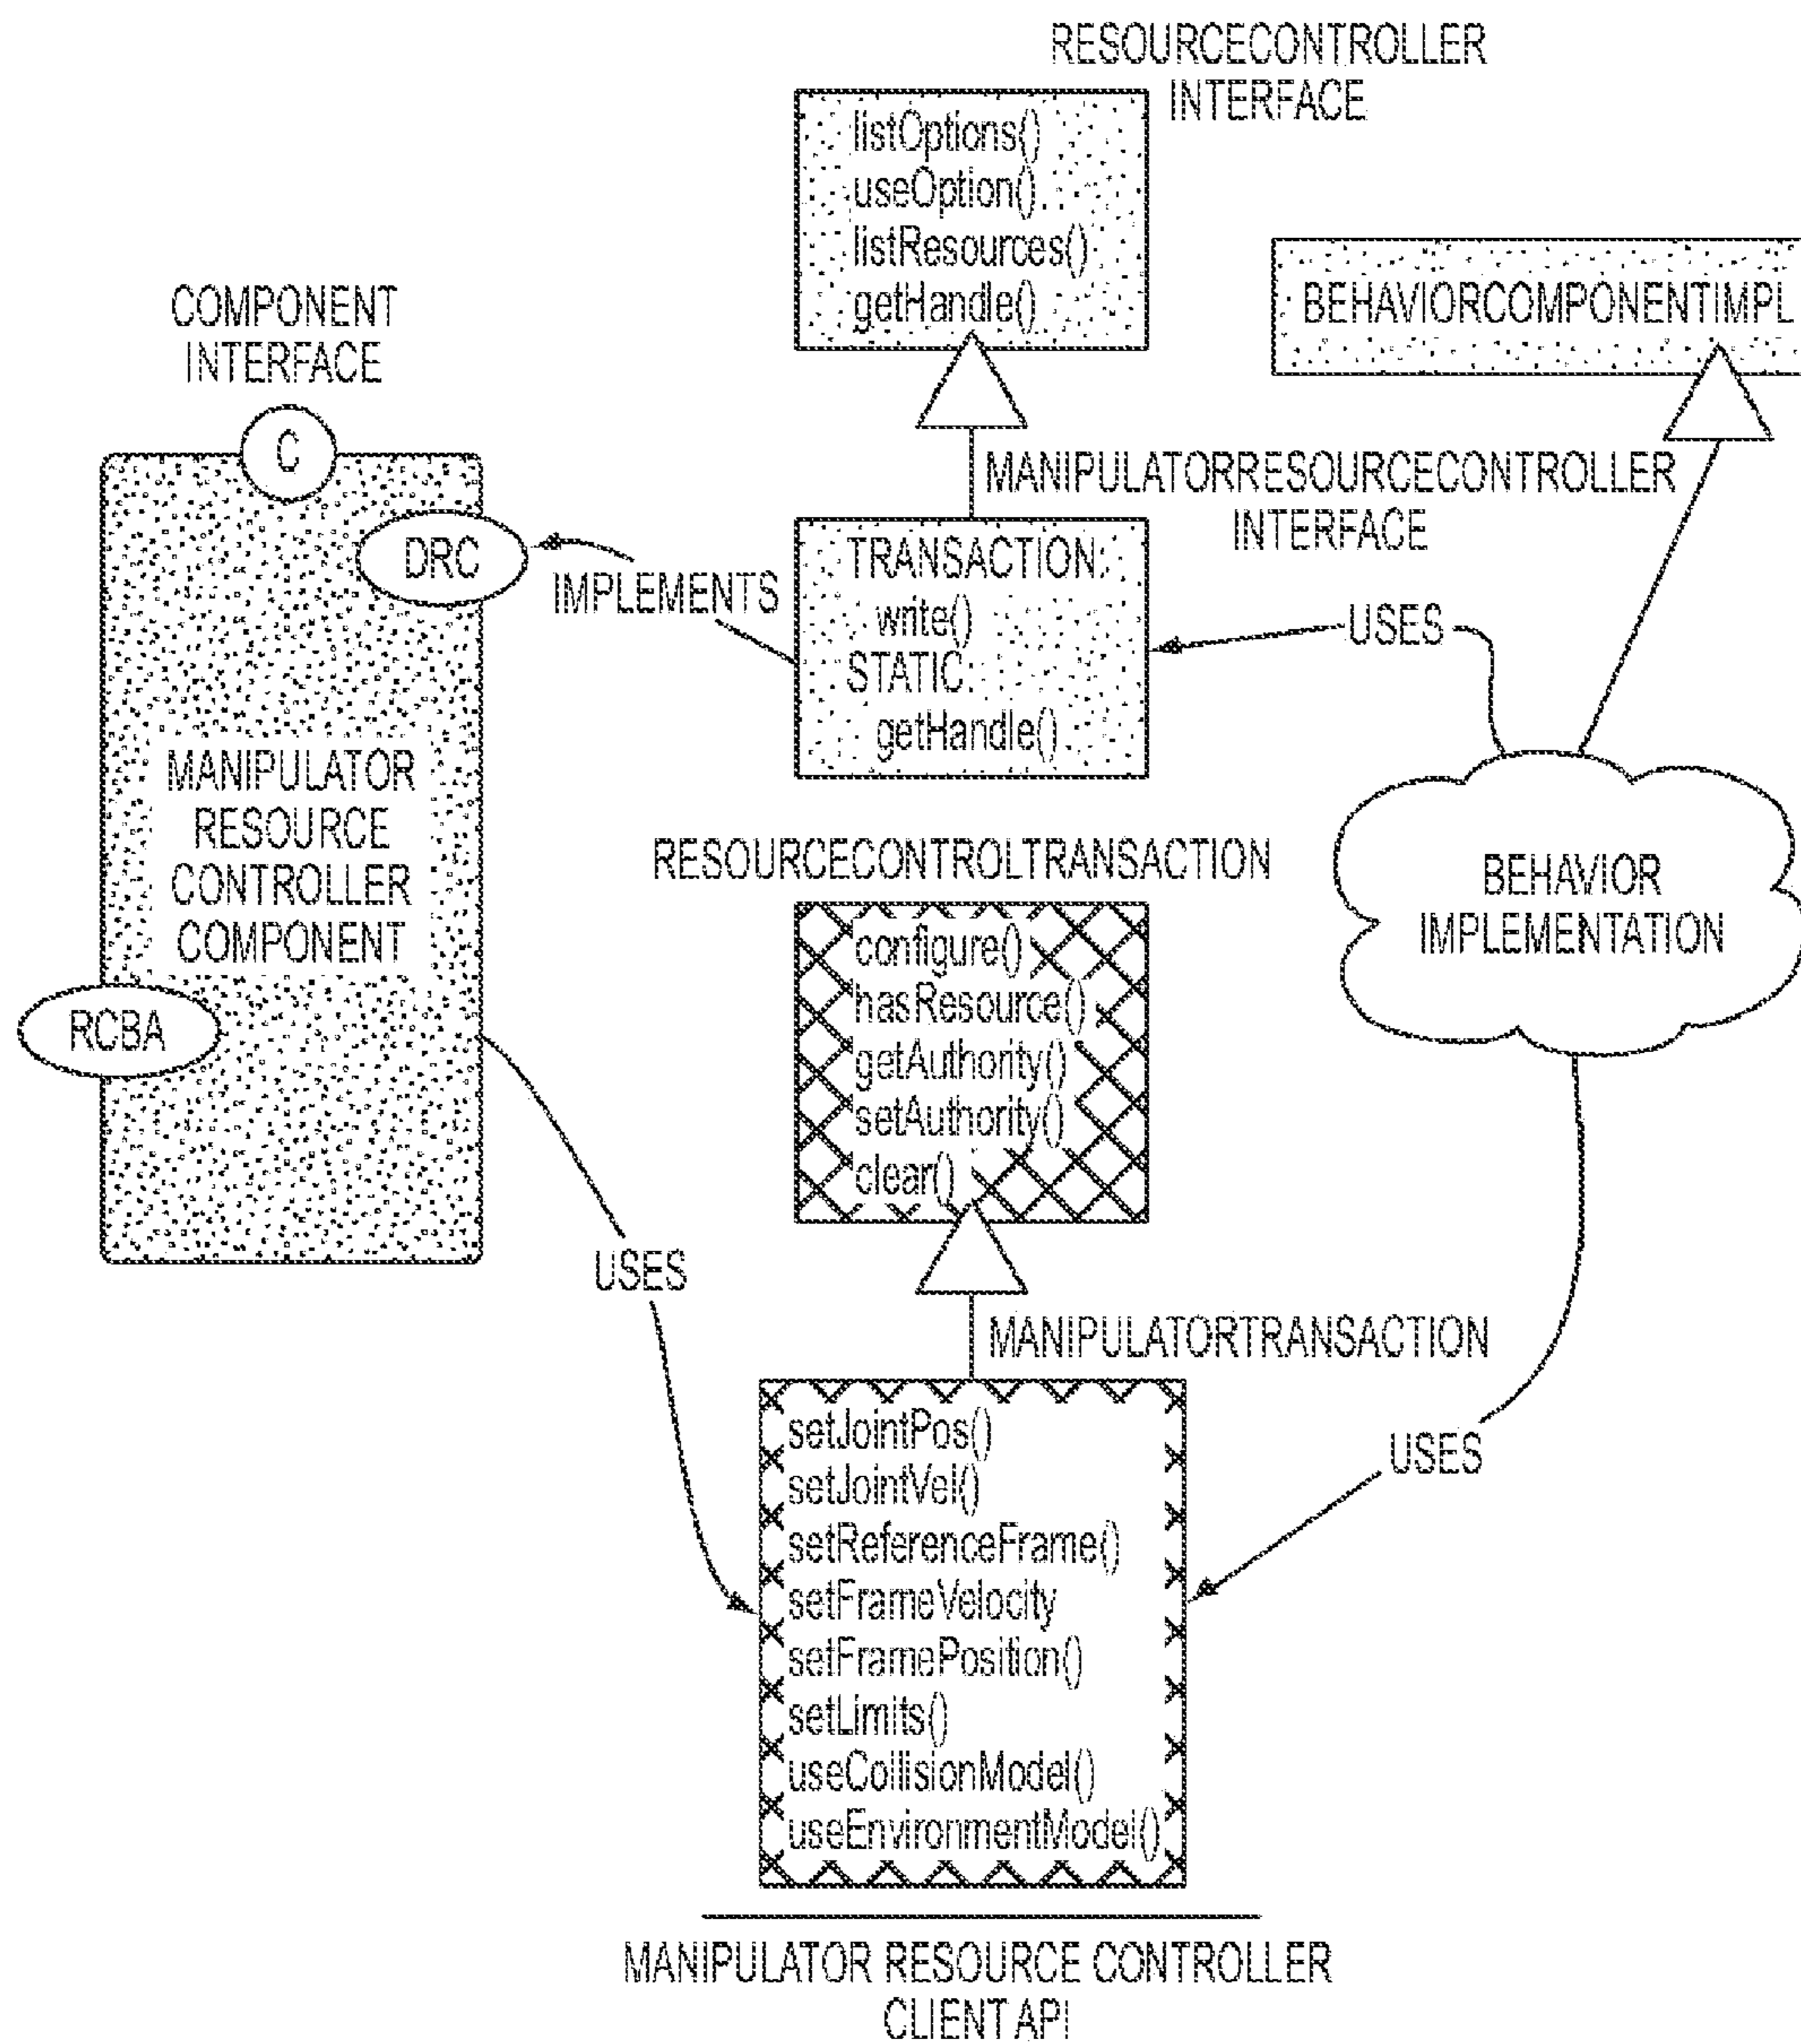 RESOURCECONTROLLER
INTERFACE
listOptions()
useOption()
listResources()
getHandle()
COMPONENT
INTERFACE
C
BEHAVIORCOMPONENTIMPL
MANIPULATORRESOURCECONTROLLER
INTERFACE
DRC
IMPLEMENTS
TRANSACTION
write()
STATIC
getHandle()
USES
MANIPULATOR
RESOURCE
CONTROLLER
COMPONENT
RCBA
RESOURCECONTROLTRANSACTION
configure()
hasResource()
getAuthority()
setAuthority()
clear()
BEHAVIOR
IMPLEMENTATION
USES
MANIPULATORTRANSACTION
setJointPos()
setJointVel()
setReferenceFrame()
setFrameVelocity
setFramePosition()
setLimits()
useCollisionModel()
useEnvironmentModel()
USES
MANIPULATOR RESOURCE CONTROLLER
CLIENT API